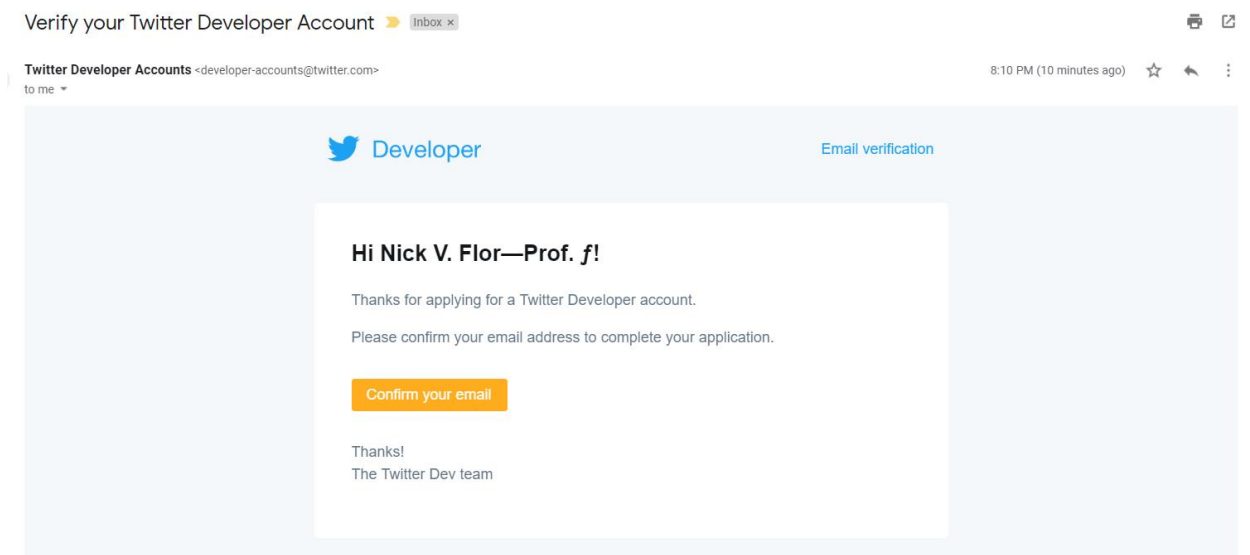 Verify your Twitter Developer Account Inbox ×
Twitter Developer Accounts <developer-accounts@twitter.com> 8:10 PM (10 minutes ago)
to me
Developer Email verification
Hi Nick V. Flor—Prof. ƒ!
Thanks for applying for a Twitter Developer account.
Please confirm your email address to complete your application.
Confirm your email
Thanks!
The Twitter Dev team